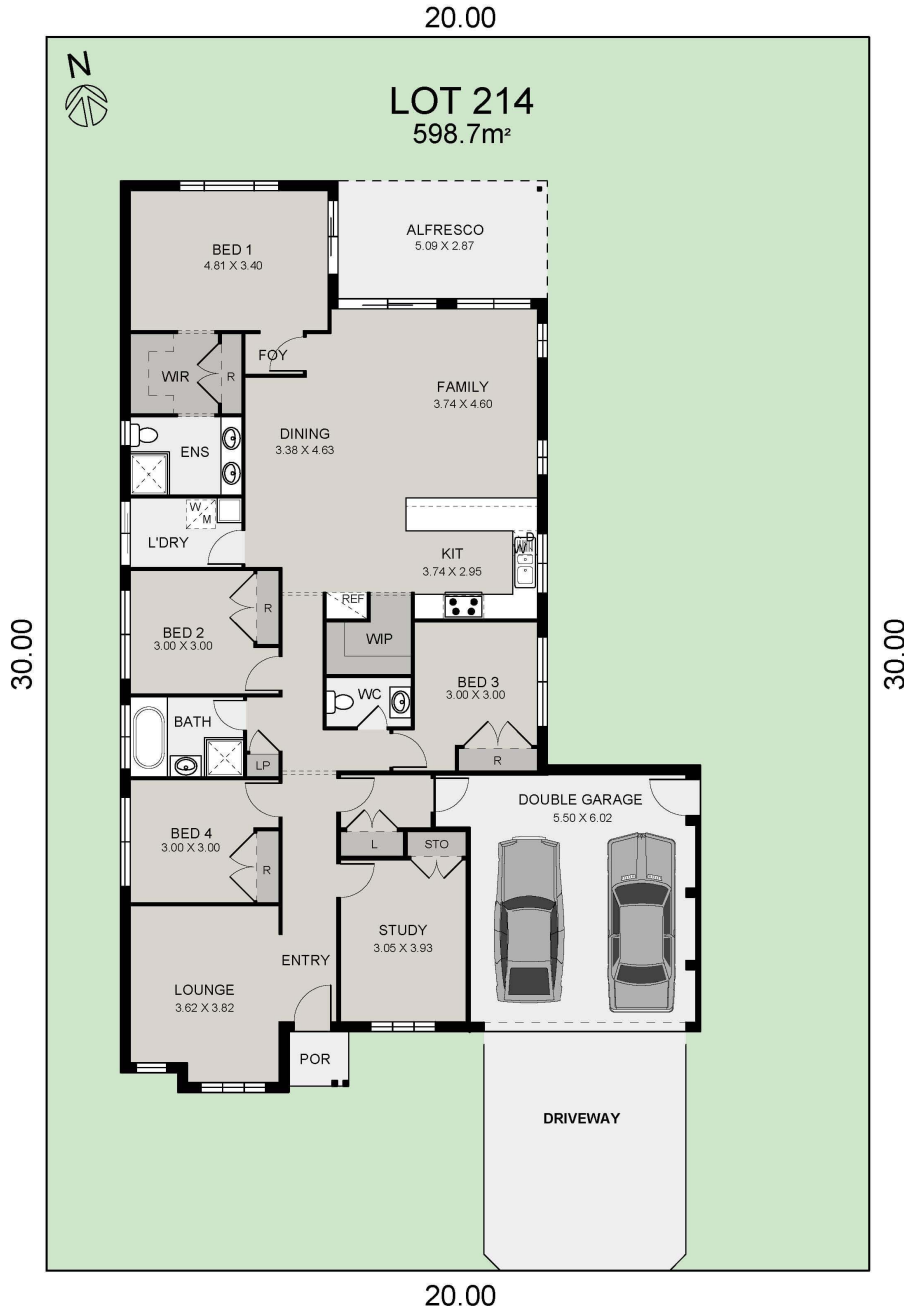 20.00
N
LOT 214
598.7m²
ALFRESCO
5.09 X 2.87
BED 1
4.81 X 3.40
FOY
WIR
R
FAMILY
3.74 X 4.60
DINING
3.38 X 4.63
ENS
W
M
L'DRY
KIT
3.74 X 2.95
D
W
REF
BED 2
3.00 X 3.00
R
WIP
30.00
30.00
BED 3
3.00 X 3.00
WC
BATH
LP
R
DOUBLE GARAGE
5.50 X 6.02
BED 4
3.00 X 3.00
R
L
STO
STUDY
3.05 X 3.93
ENTRY
LOUNGE
3.62 X 3.82
POR
DRIVEWAY
20.00